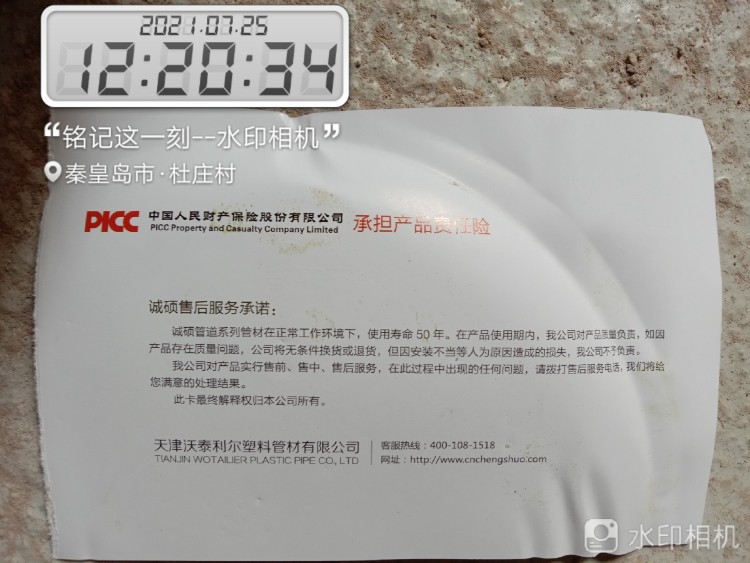 2021.07.25
12:20:34
“铭记这一刻--水印相机”
秦皇岛市·杜庄村
PICC 中国人民财产保险股份有限公司 承担产品责任险
PICC Property and Casualty Company Limited
诚硕售后服务承诺：
诚硕管道系列管材在正常工作环境下，使用寿命50年。在产品使用期内，我公司对产品质量负责，如因
产品存在质量问题，公司将无条件换货或退货，但因安装不当等人为原因造成的损失，我公司不予负责。
我公司对产品实行售前、售中、售后服务，在此过程中出现的任何问题，请拨打售后服务电话，我们将给
您满意的处理结果。
此卡最终解释权归本公司所有。
天津沃泰利尔塑料管材有限公司
TIANJIN WOTAILIER PLASTIC PIPE CO., LTD
客服热线：400-108-1518
网址：http://www.cnchengshuo.com
水印相机